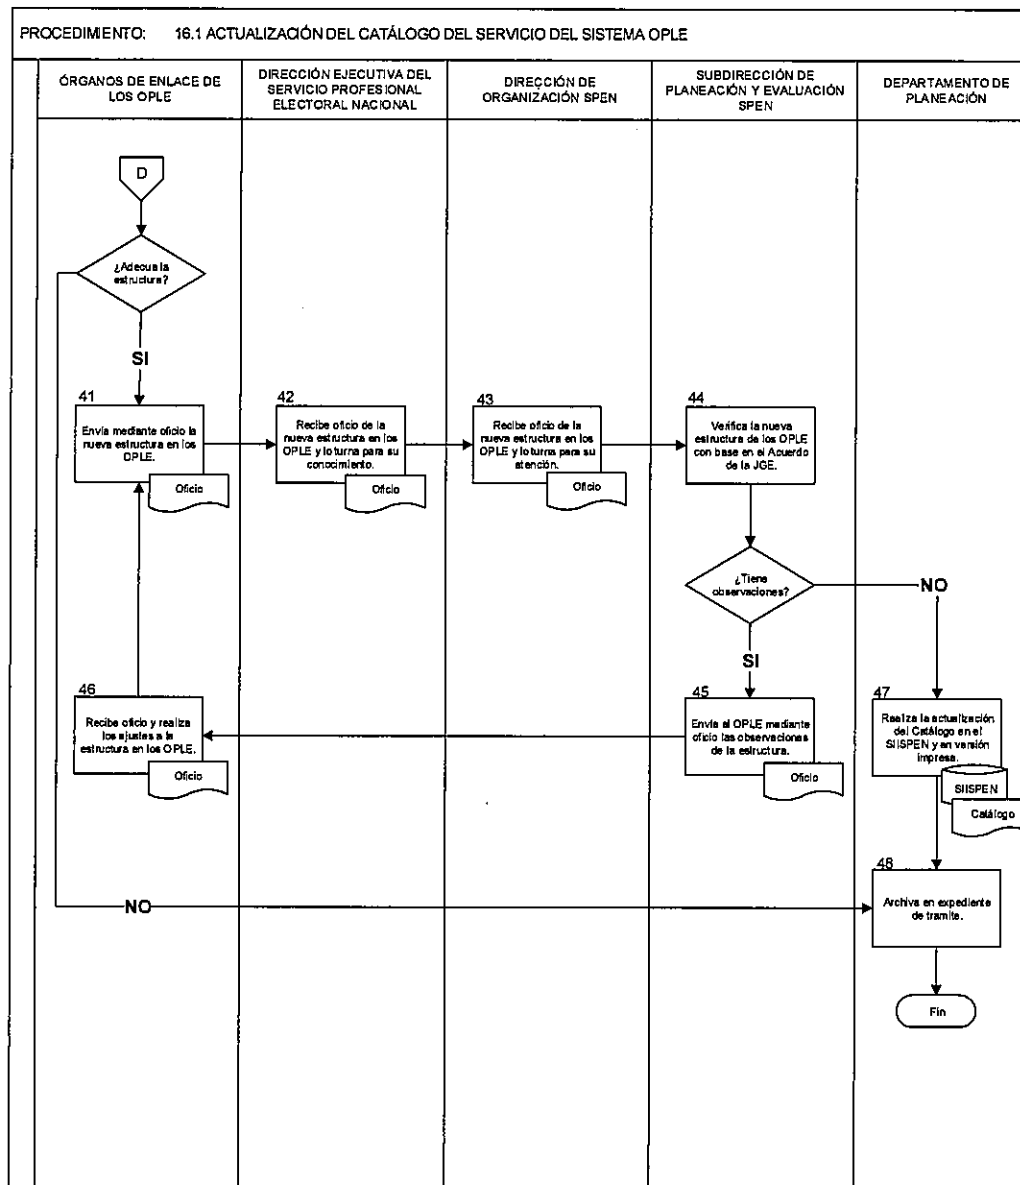 PROCEDIMIENTO: 16.1 ACTUALIZACIÓN DEL CATÁLOGO DEL SERVICIO DEL SISTEMA OPLE
ÓRGANOS DE ENLACE DE
LOS OPLE
DIRECCIÓN EJECUTIVA DEL
SERVICIO PROFESIONAL
ELECTORAL NACIONAL
DIRECCIÓN DE
ORGANIZACIÓN SPEN
SUBDIRECCIÓN DE
PLANEACIÓN Y EVALUACIÓN
SPEN
DEPARTAMENTO DE
PLANEACIÓN
D
¿Adecua la
estructura?
SI
41
Envía mediante oficio la
nueva estructura en los
OPLE.
Oficio
42
Recibe oficio de la
nueva estructura en los
OPLE y lo turna para su
conocimiento.
Oficio
43
Recibe oficio de la
nueva estructura en los
OPLE y lo turna para su
atención.
Oficio
44
Verifica la nueva
estructura de los OPLE
con base en el Acuerdo
de la JGE.
¿Tiene
observaciones?
NO
SI
46
Recibe oficio y realiza
los ajustes a la
estructura en los OPLE.
Oficio
45
Envía al OPLE mediante
oficio las observaciones
de la estructura.
Oficio
47
Realiza la actualización
del Catálogo en el
SIISPEN y en versión
impresa.
SIISPEN
Catálogo
NO
48
Archiva en expediente
de tramite.
Fin